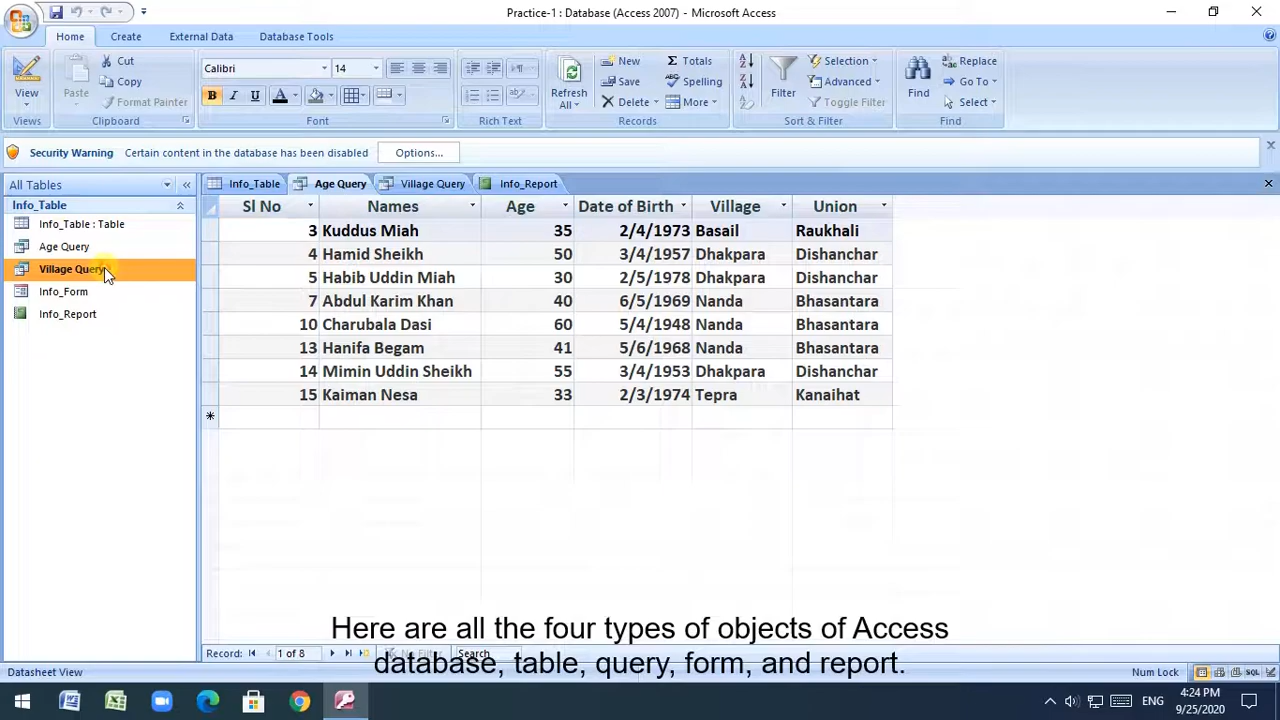 Practice-1 : Database (Access 2007) - Microsoft Access
Home Create External Data Database Tools
View
Views
Paste
Cut
Copy
Format Painter
Clipboard
Calibri 14
B I U A
Font
Rich Text
Refresh All
New
Save
Delete
Totals
Spelling
More
Records
Filter
Selection
Advanced
Toggle Filter
Sort & Filter
Find
Replace
Go To
Select
Find
Security Warning Certain content in the database has been disabled Options...
All Tables
Info_Table
Info_Table : Table
Age Query
Village Query
Info_Form
Info_Report
Info_Table Age Query Village Query Info_Report
Sl No Names Age Date of Birth Village Union
3 Kuddus Miah 35 2/4/1973 Basail Raukhali
4 Hamid Sheikh 50 3/4/1957 Dhakpara Dishanchar
5 Habib Uddin Miah 30 2/5/1978 Dhakpara Dishanchar
7 Abdul Karim Khan 40 6/5/1969 Nanda Bhasantara
10 Charubala Dasi 60 5/4/1948 Nanda Bhasantara
13 Hanifa Begam 41 5/6/1968 Nanda Bhasantara
14 Mimin Uddin Sheikh 55 3/4/1953 Dhakpara Dishanchar
15 Kaiman Nesa 33 2/3/1974 Tepra Kanaihat
Here are all the four types of objects of Access
database, table, query, form, and report.
Record: 1 of 8 No Filter Search
Datasheet View Num Lock
ENG
4:24 PM
9/25/2020